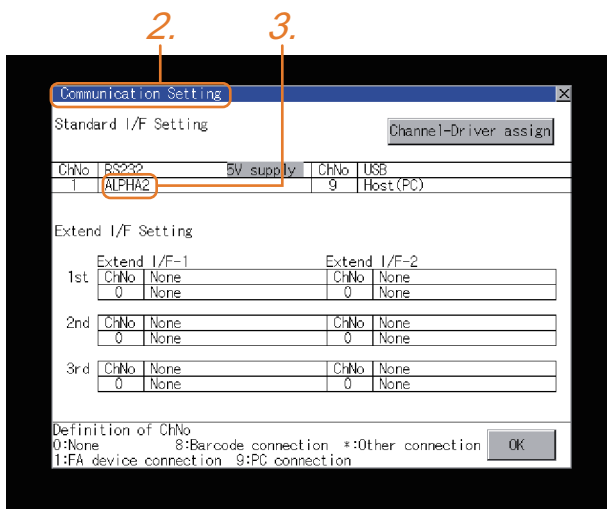 2. 3.
Communication Setting ×
Standard I/F Setting
Channel-Driver assign
ChNo RS232 5V supply ChNo USB
1 ALPHA2 9 Host(PC)
Extend I/F Setting
Extend I/F-1 Extend I/F-2
1st ChNo None ChNo None
0 None 0 None
2nd ChNo None ChNo None
0 None 0 None
3rd ChNo None ChNo None
0 None 0 None
Definition of ChNo
0:None 8:Barcode connection *:Other connection OK
1:FA device connection 9:PC connection